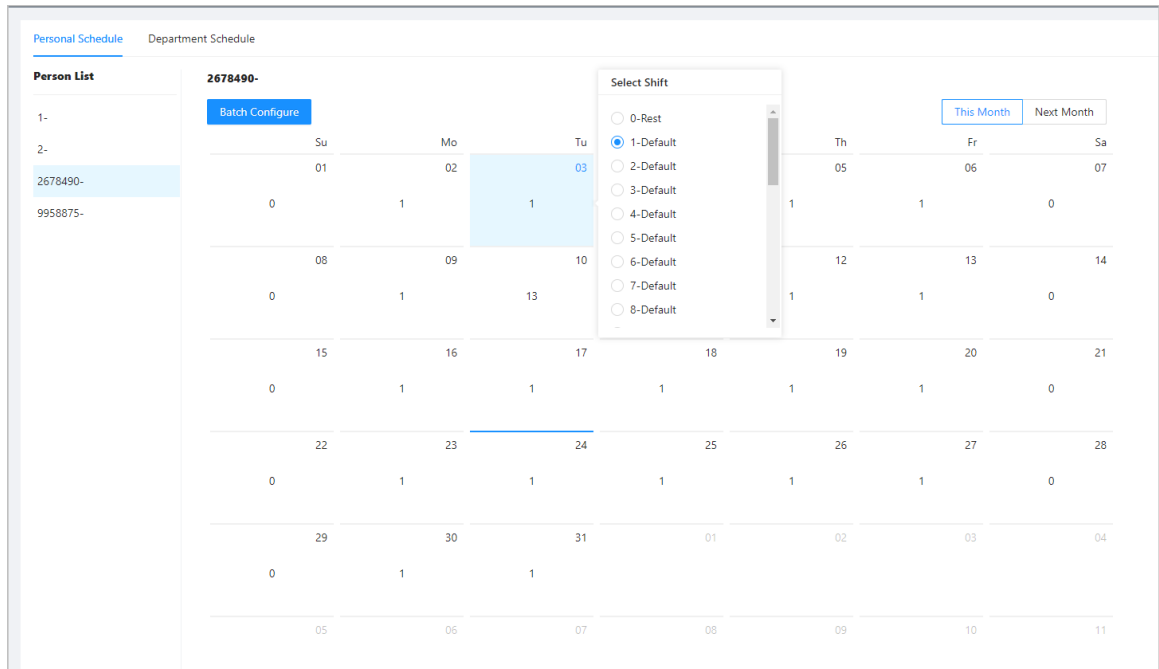 Personal Schedule Department Schedule
Person List
1-
2-
2678490-
9958875-
2678490-
Batch Configure
This Month Next Month
Su Mo Tu Th Fr Sa
01 02 03 05 06 07
0 1 1 1 1 0
08 09 10 12 13 14
0 1 13 1 1 0
15 16 17 18 19 20 21
0 1 1 1 1 1 0
22 23 24 25 26 27 28
0 1 1 1 1 1 0
29 30 31 01 02 03 04
0 1 1
05 06 07 08 09 10 11
Select Shift
0-Rest
1-Default
2-Default
3-Default
4-Default
5-Default
6-Default
7-Default
8-Default